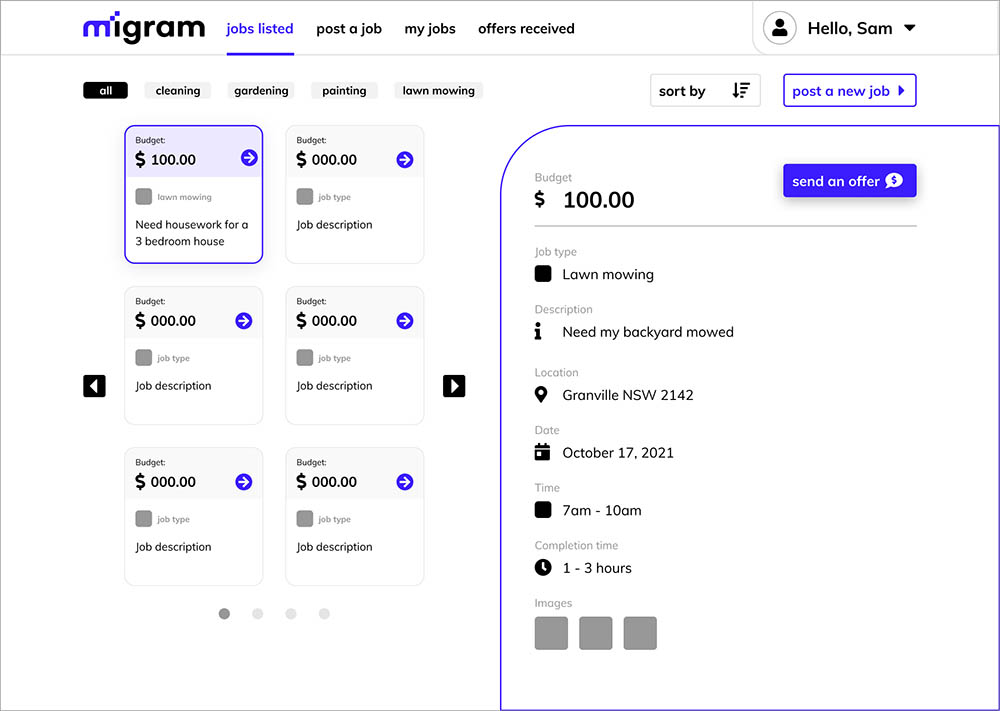 migram
jobs listed
post a job
my jobs
offers received
Hello, Sam
all
cleaning
gardening
painting
lawn mowing
sort by
post a new job
Budget:
$ 100.00
lawn mowing
Need housework for a
3 bedroom house
Budget:
$ 000.00
job type
Job description
Budget:
$ 000.00
job type
Job description
Budget:
$ 000.00
job type
Job description
Budget:
$ 000.00
job type
Job description
Budget:
$ 000.00
job type
Job description
Budget
$ 100.00
send an offer $
Job type
Lawn mowing
Description
Need my backyard mowed
Location
Granville NSW 2142
Date
October 17, 2021
Time
7am - 10am
Completion time
1 - 3 hours
Images